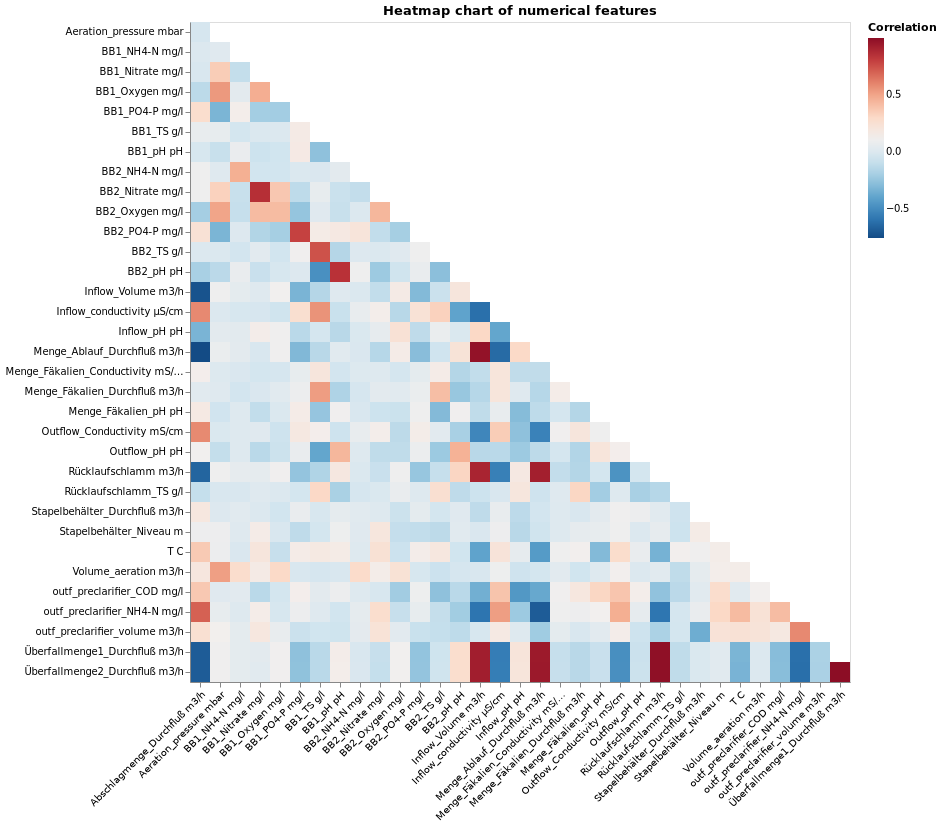 Heatmap chart of numerical features
Correlation
0.5
0.0
−0.5
Aeration_pressure mbar
BB1_NH4-N mg/l
BB1_Nitrate mg/l
BB1_Oxygen mg/l
BB1_PO4-P mg/l
BB1_TS g/l
BB1_pH pH
BB2_NH4-N mg/l
BB2_Nitrate mg/l
BB2_Oxygen mg/l
BB2_PO4-P mg/l
BB2_TS g/l
BB2_pH pH
Inflow_Volume m3/h
Inflow_conductivity µS/cm
Inflow_pH pH
Menge_Ablauf_Durchfluß m3/h
Menge_Fäkalien_Conductivity mS/…
Menge_Fäkalien_Durchfluß m3/h
Menge_Fäkalien_pH pH
Outflow_Conductivity mS/cm
Outflow_pH pH
Rücklaufschlamm m3/h
Rücklaufschlamm_TS g/l
Stapelbehälter_Durchfluß m3/h
Stapelbehälter_Niveau m
T C
Volume_aeration m3/h
outf_preclarifier_COD mg/l
outf_preclarifier_NH4-N mg/l
outf_preclarifier_volume m3/h
Überfallmenge1_Durchfluß m3/h
Überfallmenge2_Durchfluß m3/h
Abschlagmenge_Durchfluß m3/h
Aeration_pressure mbar
BB1_NH4-N mg/l
BB1_Nitrate mg/l
BB1_Oxygen mg/l
BB1_PO4-P mg/l
BB1_TS g/l
BB1_pH pH
BB2_NH4-N mg/l
BB2_Nitrate mg/l
BB2_Oxygen mg/l
BB2_PO4-P mg/l
BB2_TS g/l
BB2_pH pH
Inflow_Volume m3/h
Inflow_conductivity µS/cm
Inflow_pH pH
Menge_Ablauf_Durchfluß m3/h
Menge_Fäkalien_Conductivity mS/…
Menge_Fäkalien_Durchfluß m3/h
Menge_Fäkalien_pH pH
Outflow_Conductivity mS/cm
Outflow_pH pH
Rücklaufschlamm m3/h
Rücklaufschlamm_TS g/l
Stapelbehälter_Durchfluß m3/h
Stapelbehälter_Niveau m
T C
Volume_aeration m3/h
outf_preclarifier_COD mg/l
outf_preclarifier_NH4-N mg/l
outf_preclarifier_volume m3/h
Überfallmenge1_Durchfluß m3/h